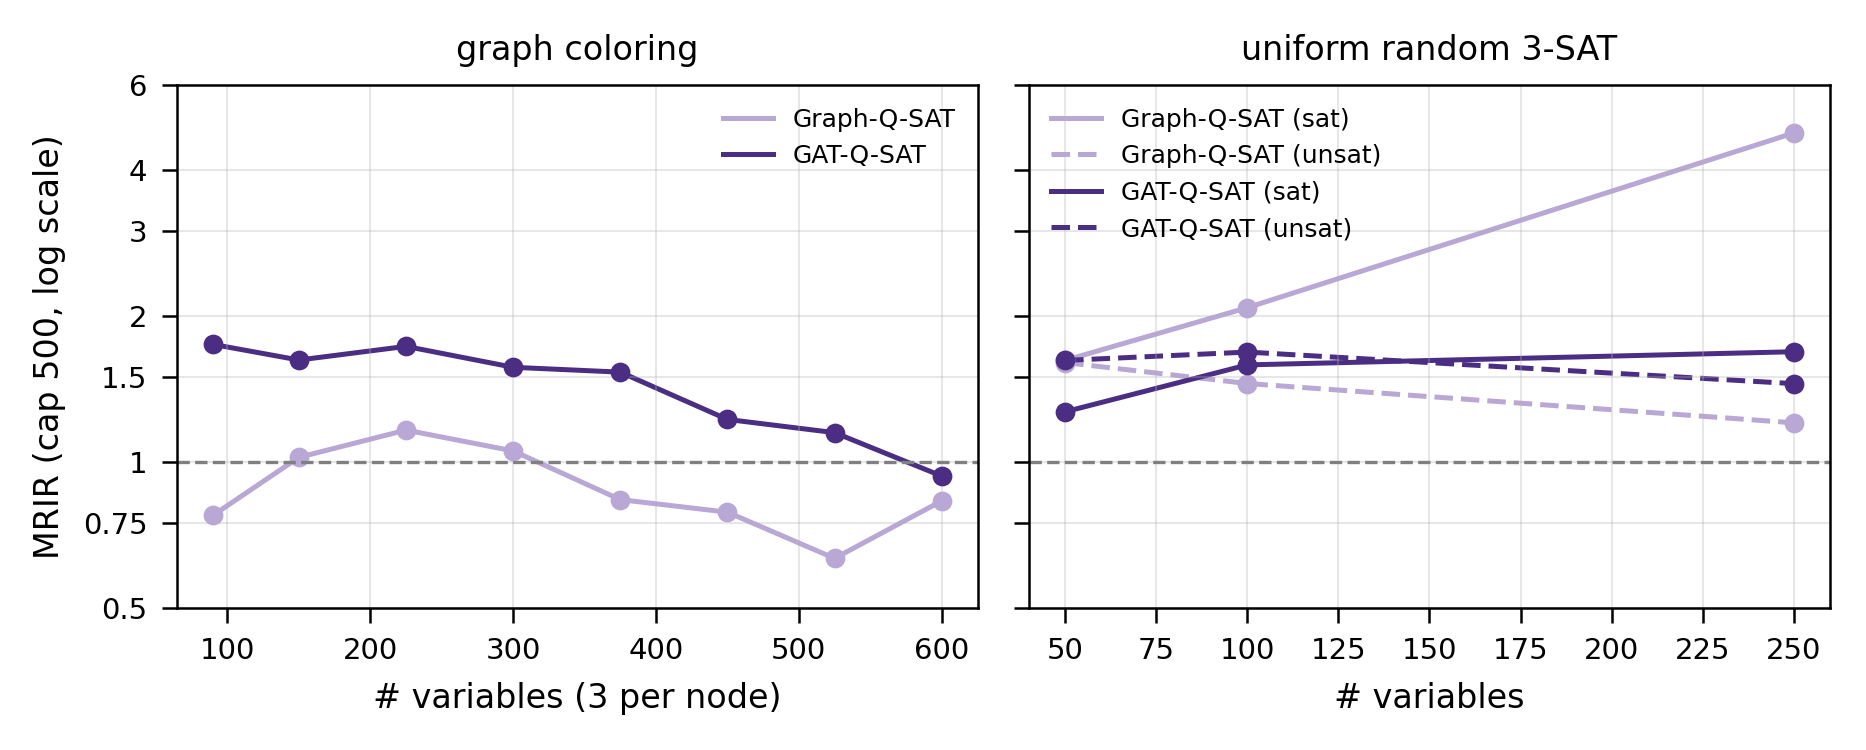 graph coloring
uniform random 3-SAT
MRIR (cap 500, log scale)
6
4
3
2
1.5
1
0.75
0.5
Graph-Q-SAT
GAT-Q-SAT
100 200 300 400 500 600
# variables (3 per node)
Graph-Q-SAT (sat)
Graph-Q-SAT (unsat)
GAT-Q-SAT (sat)
GAT-Q-SAT (unsat)
50 75 100 125 150 175 200 225 250
# variables